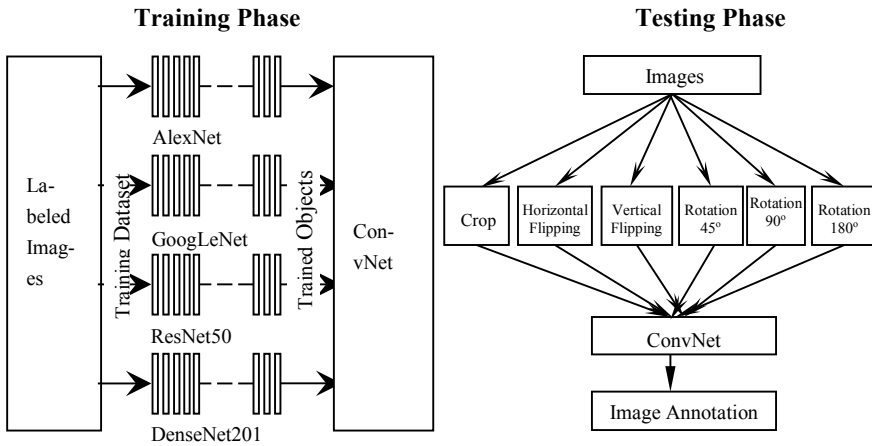 Training Phase
Testing Phase
La-
beled
Imag-
es
Training Dataset
AlexNet
GoogLeNet
ResNet50
DenseNet201
Trained Objects
Con-
vNet
Images
Crop
Horizontal
Flipping
Vertical
Flipping
Rotation
45º
Rotation
90º
Rotation
180º
ConvNet
Image Annotation